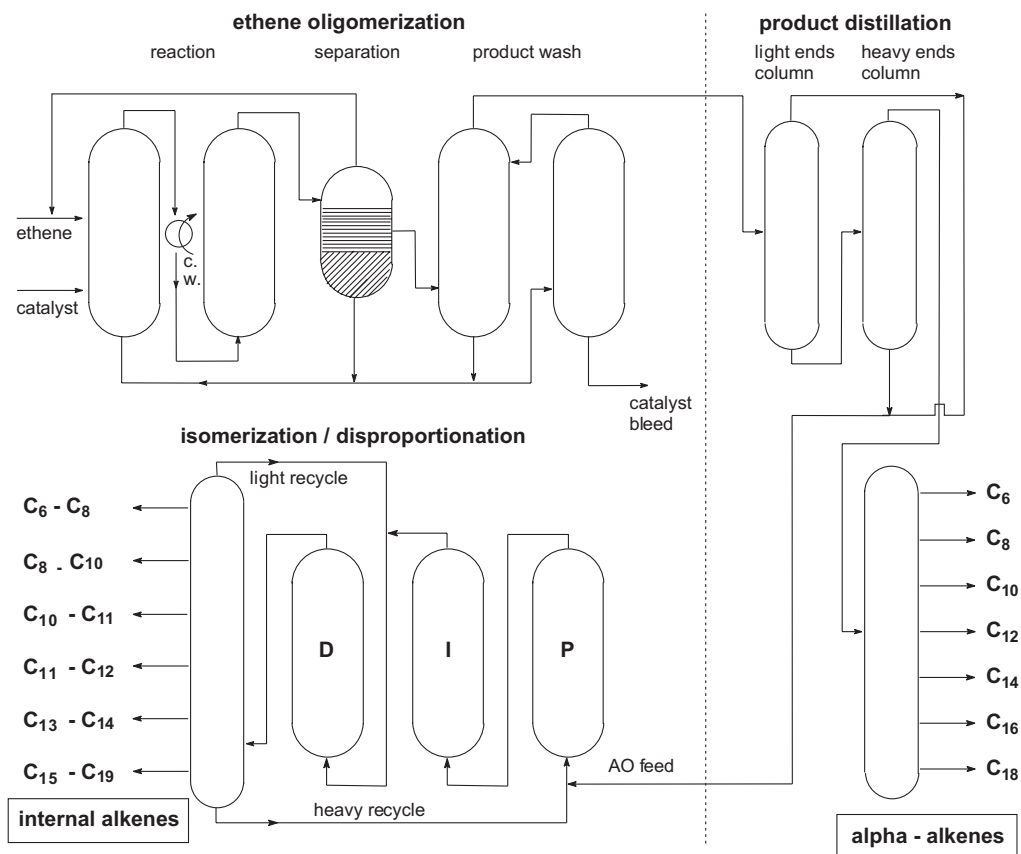 ethene oligomerization
product distillation
reaction
separation
product wash
light ends
column
heavy ends
column
ethene
c.
w.
catalyst
catalyst
bleed
isomerization / disproportionation
light recycle
C6 - C8
C8 - C10
C10 - C11
C11 - C12
C13 - C14
C15 - C19
D
I
P
AO feed
heavy recycle
internal alkenes
C6
C8
C10
C12
C14
C16
C18
alpha - alkenes